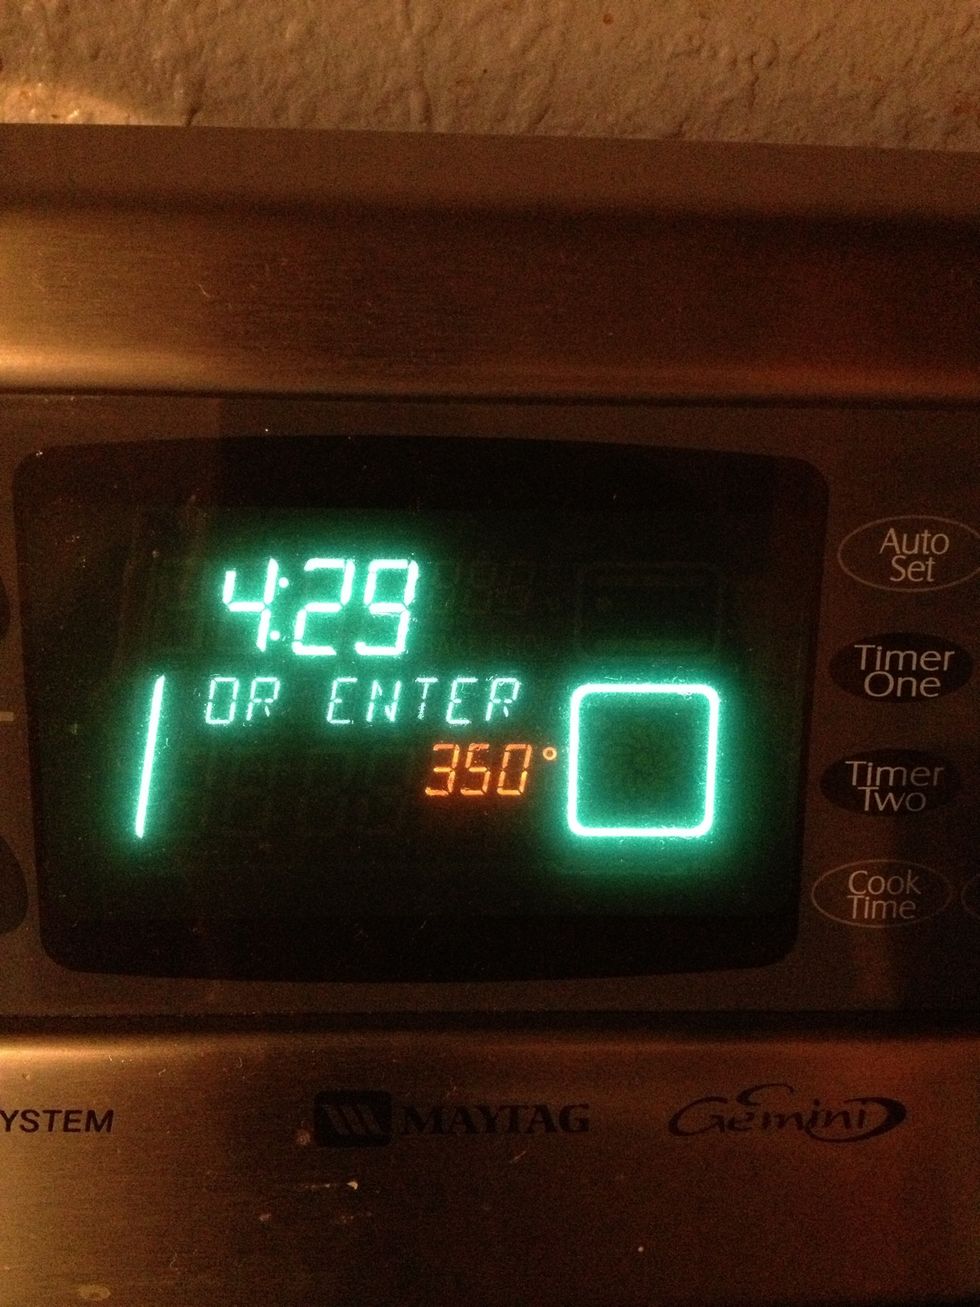 4:29
OR ENTER
350°
Auto
Set
Timer
One
Timer
Two
Cook
Time
YSTEM
MAYTAG
Gemini